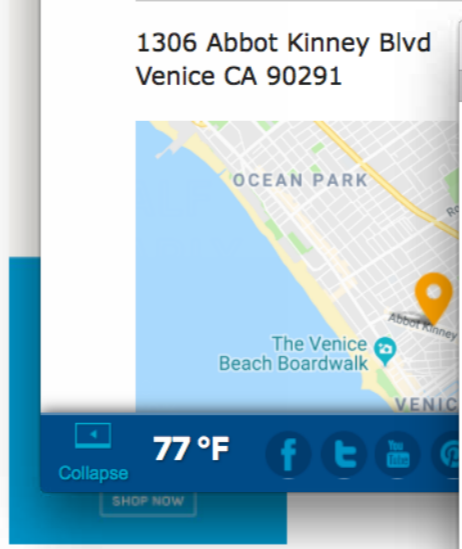 1306 Abbot Kinney Blvd
Venice CA 90291
OCEAN PARK
Abbot Kinney
The Venice
Beach Boardwalk
VENIC
77 °F
You
Tube
Collapse
SHOP NOW